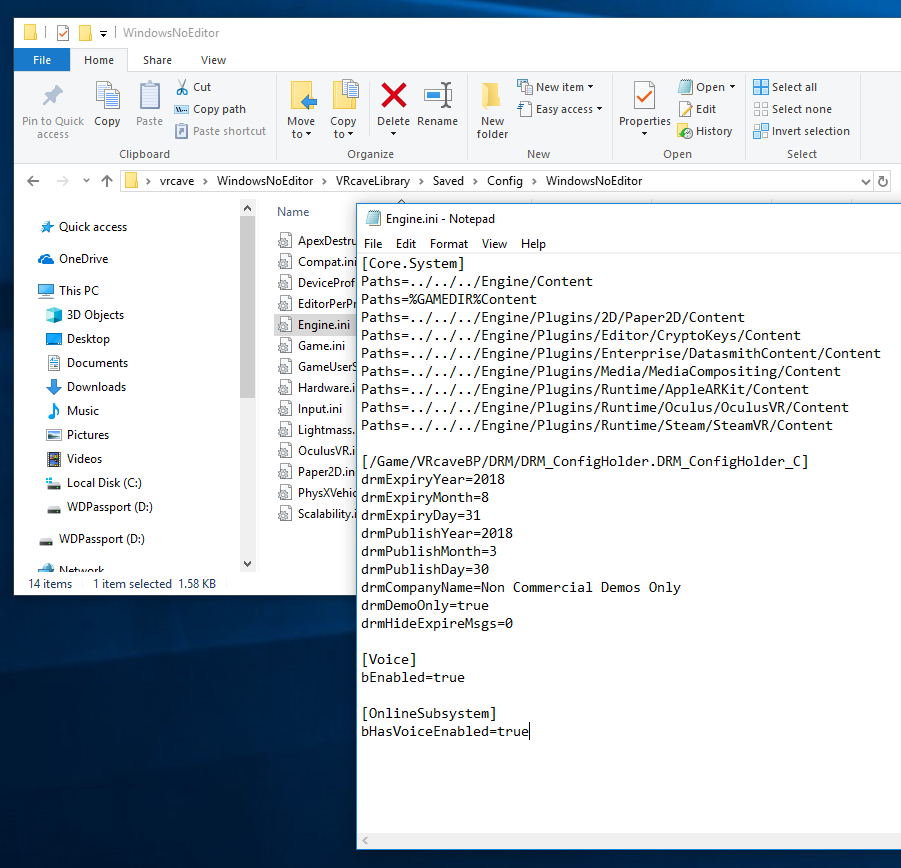 WindowsNoEditor
File Home Share View
Pin to Quick access
Copy
Paste
Cut
Copy path
Paste shortcut
Clipboard
Move to
Copy to
Delete
Rename
Organize
New folder
New item
Easy access
New
Properties
Open
Edit
History
Open
Select all
Select none
Invert selection
Select
vrcave > WindowsNoEditor > VRcaveLibrary > Saved > Config > WindowsNoEditor
Quick access
OneDrive
This PC
3D Objects
Desktop
Documents
Downloads
Music
Pictures
Videos
Local Disk (C:)
WDPassport (D:)
WDPassport (D:)
Network
14 items 1 item selected 1.58 KB
Name
ApexDestru
Compat.ini
DeviceProf
EditorPerPr
Engine.ini
Game.ini
GameUserS
Hardware.i
Input.ini
Lightmass.
OculusVR.i
Paper2D.in
PhysXVehic
Scalability.i
Engine.ini - Notepad
File Edit Format View Help
[Core.System]
Paths=../../../Engine/Content
Paths=%GAMEDIR%Content
Paths=../../../Engine/Plugins/2D/Paper2D/Content
Paths=../../../Engine/Plugins/Editor/CryptoKeys/Content
Paths=../../../Engine/Plugins/Enterprise/DatasmithContent/Content
Paths=../../../Engine/Plugins/Media/MediaCompositing/Content
Paths=../../../Engine/Plugins/Runtime/AppleARKit/Content
Paths=../../../Engine/Plugins/Runtime/Oculus/OculusVR/Content
Paths=../../../Engine/Plugins/Runtime/Steam/SteamVR/Content
[/Game/VRcaveBP/DRM/DRM_ConfigHolder.DRM_ConfigHolder_C]
drmExpiryYear=2018
drmExpiryMonth=8
drmExpiryDay=31
drmPublishYear=2018
drmPublishMonth=3
drmPublishDay=30
drmCompanyName=Non Commercial Demos Only
drmDemoOnly=true
drmHideExpireMsgs=0
[Voice]
bEnabled=true
[OnlineSubsystem]
bHasVoiceEnabled=true